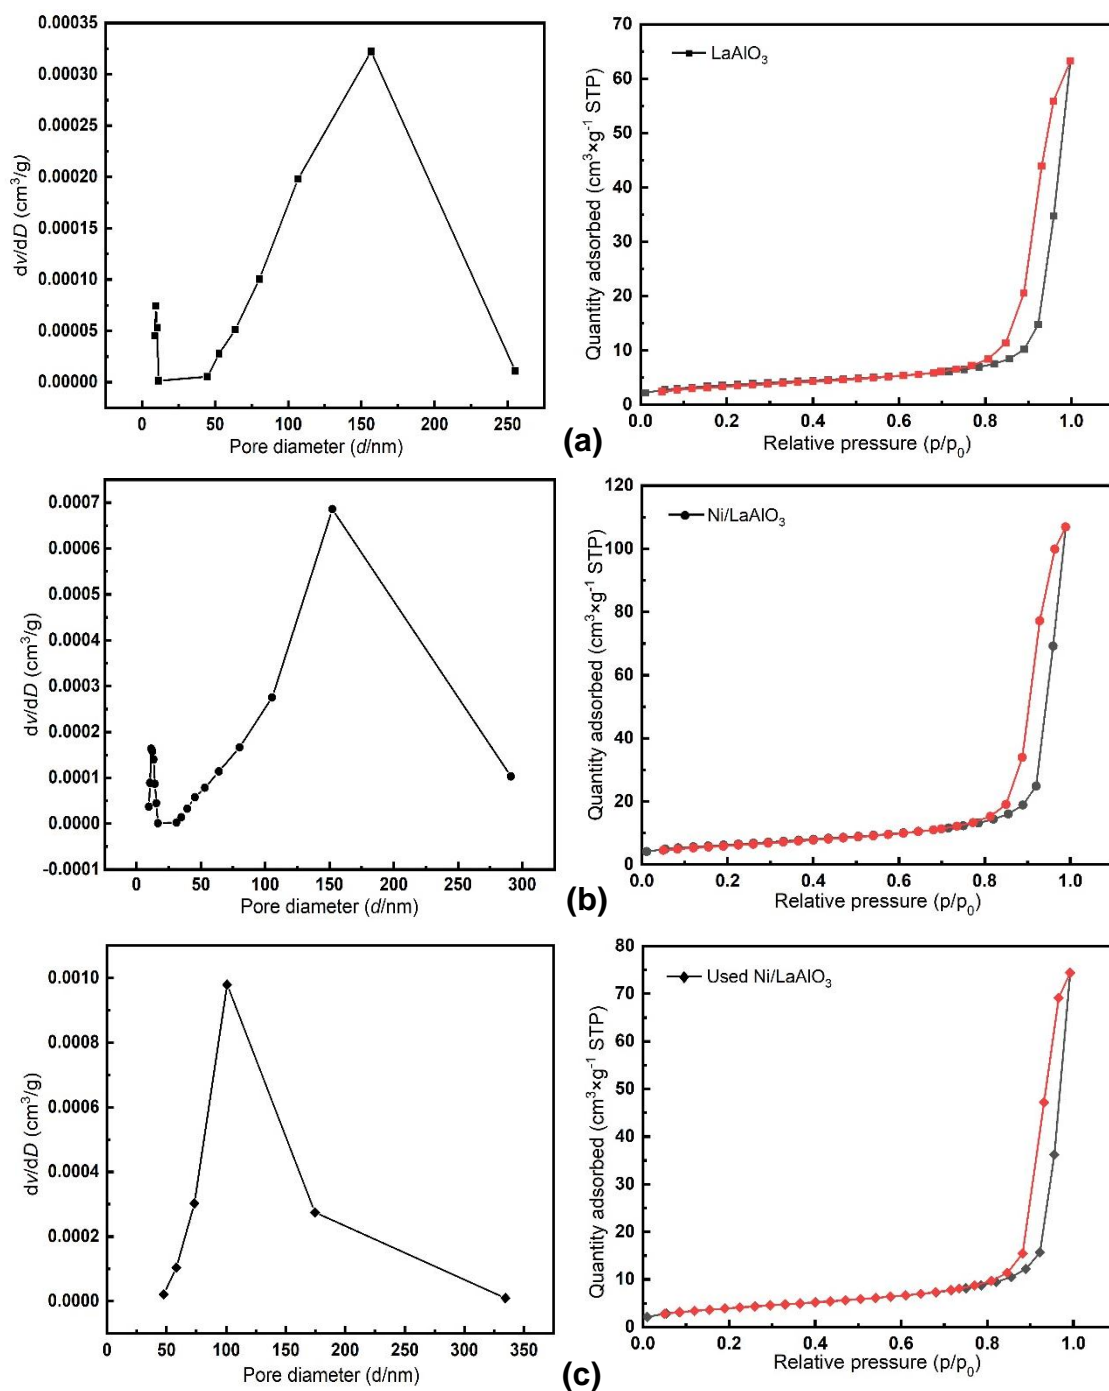 0.00035
0.00030
0.00020
0.00010
0.00005
0.00000
dv/dD (cm³/g)
0 50 100 150 200 250
Pore diameter (d/nm)
70
60
50
40
30
20
10
0
Quantity adsorbed (cm³×g⁻¹ STP)
LaAlO₃
0.0 0.2 0.4 0.6 0.8 1.0
Relative pressure (p/p₀)
(a)
0.0007
0.0006
0.0005
0.0004
0.0003
0.0002
0.0001
0.0000
-0.0001
dv/dD (cm³/g)
0 50 100 150 200 250 300
Pore diameter (d/nm)
120
100
80
60
40
20
0
Quantity adsorbed (cm³×g⁻¹ STP)
Ni/LaAlO₃
0.0 0.2 0.4 0.6 0.8 1.0
Relative pressure (p/p₀)
(b)
0.0010
0.0008
0.0006
0.0004
0.0002
0.0000
dv/dD (cm³/g)
0 50 100 150 200 250 300 350
Pore diameter (d/nm)
80
70
60
50
40
30
20
10
0
Quantity adsorbed (cm³×g⁻¹ STP)
Used Ni/LaAlO₃
0.0 0.2 0.4 0.6 0.8 1.0
Relative pressure (p/p₀)
(c)